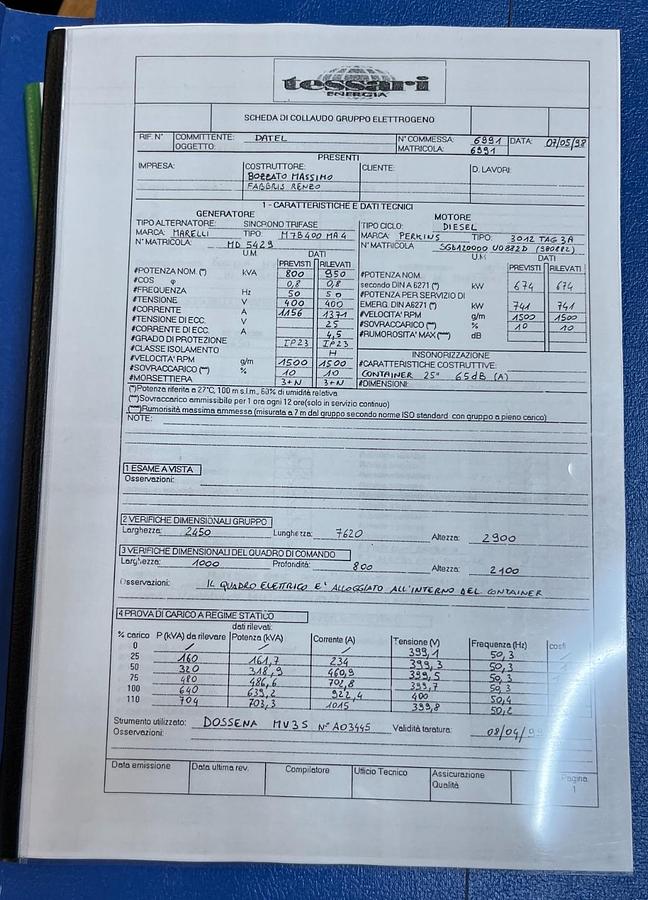 tessari
ENERGIA
SCHEDA DI COLLAUDO GRUPPO ELETTROGENO
RIF. N° COMMITTENTE: DATEL N° COMMESSA: 6991 DATA: 07/05/98
OGGETTO: MATRICOLA: 6991
PRESENTI
IMPRESA: COSTRUTTORE: CLIENTE: D. LAVORI:
BORRATO MASSIMO
FABBRIS RENZO
1 - CARATTERISTICHE E DATI TECNICI
GENERATORE MOTORE
TIPO ALTERNATORE: SINCRONO TRIFASE TIPO CICLO: DIESEL
MARCA: MARELLI TIPO: M7B400 MA4 MARCA: PERKINS TIPO: 3012 TAG 3A
N° MATRICOLA: MD 5429 N° MATRICOLA
U.M. DATI U.M. DATI
PREVISTI RILEVATI PREVISTI RILEVATI
#POTENZA NOM. (*) kVA 800 950 #POTENZA NOM.
#COS φ 0,8 0,8 secondo DIN A 6271 (*) kW 674 674
#FREQUENZA Hz 50 50 #POTENZA PER SERVIZIO DI
#TENSIONE V 400 400 EMERG. DIN A6271 (*) kW 741 741
#CORRENTE A 1156 1371 #VELOCITA' RPM g/m 1500 1500
#TENSIONE DI ECC. V 25 #SOVRACCARICO (**) % 10 10
#CORRENTE DI ECC. A 4,5 #RUMOROSITA' MAX (***) dB
#GRADO DI PROTEZIONE IP23 IP23
#CLASSE ISOLAMENTO H INSONORIZZAZIONE
#VELOCITA' RPM g/m 1500 1500 #CARATTERISTICHE COSTRUTTIVE:
#SOVRACCARICO (**) % 10 10 CONTAINER 25" 65dB (A)
#MORSETTIERA 3+N 3+N #DIMENSIONI:
(*)Potenza riferita a 27°C, 100 m s.l.m., 60% di umidità relativa
(**)Sovraccarico ammissibile per 1 ora ogni 12 ore(solo in servizio continuo)
(***)Rumorosità massima ammessa (misurata a 7 m dal gruppo secondo norme ISO standard con gruppo a pieno carico)
NOTE:
1 ESAME A VISTA
Osservazioni:
2 VERIFICHE DIMENSIONALI GRUPPO
Larghezza: 2450 Lunghezza: 7620 Altezza: 2900
3 VERIFICHE DIMENSIONALI DEL QUADRO DI COMANDO
Larghezza: 1000 Profondità: 800 Altezza: 2100
Osservazioni: IL QUADRO ELETTRICO E' ALLOGGIATO ALL'INTERNO DEL CONTAINER
4 PROVA DI CARICO A REGIME STATICO
dati rilevati:
% carico P (kVA) da rilevare Potenza (kVA) Corrente (A) Tensione (V) Frequenza (Hz) cosfi
0 / / / 399,1 50,3
25 160 161,7 234 399,3 50,3
50 320 318,9 460,9 399,5 50,3
75 480 486,6 702,8 399,7 50,3
100 640 639,2 922,4 400 50,4
110 704 703,3 1015 399,8 50,2
Strumento utilizzato: DOSSENA MV3S N° A03445 Validità taratura: 08/04/9
Osservazioni:
Data emissione Data ultima rev. Compilatore Ufficio Tecnico Assicurazione Qualità Pagina 1